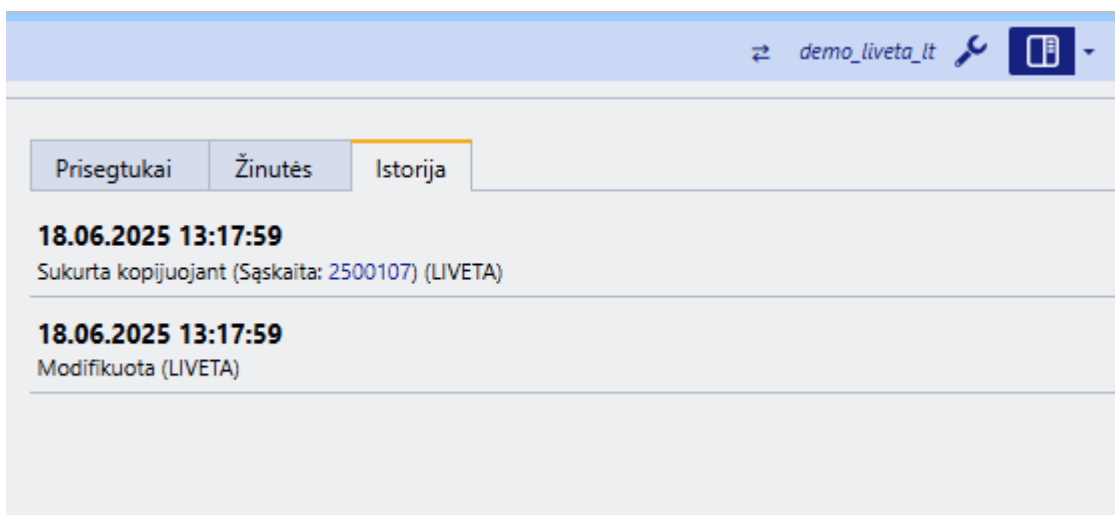 demo_liveta_lt
Prisegtukai Žinutės Istorija
18.06.2025 13:17:59
Sukurta kopijuojant (Sąskaita: 2500107) (LIVETA)
18.06.2025 13:17:59
Modifikuota (LIVETA)